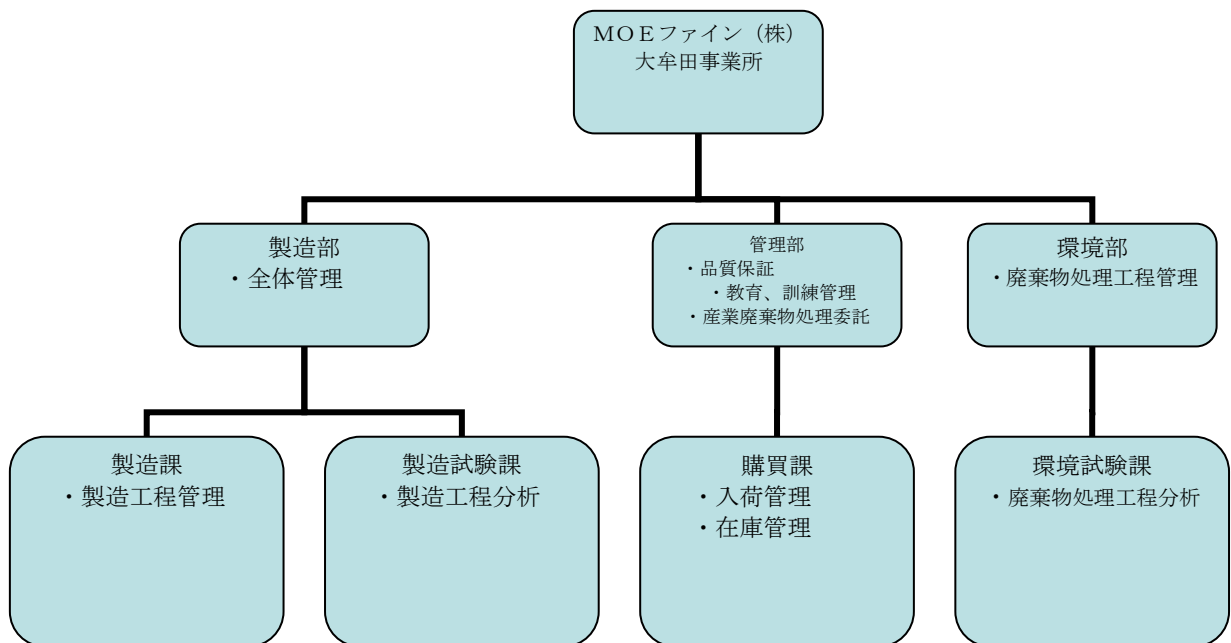 ＭＯＥファイン（株）
大牟田事業所
製造部
・全体管理
管理部
・品質保証
・教育、訓練管理
・産業廃棄物処理委託
環境部
・廃棄物処理工程管理
製造課
・製造工程管理
製造試験課
・製造工程分析
購買課
・入荷管理
・在庫管理
環境試験課
・廃棄物処理工程分析